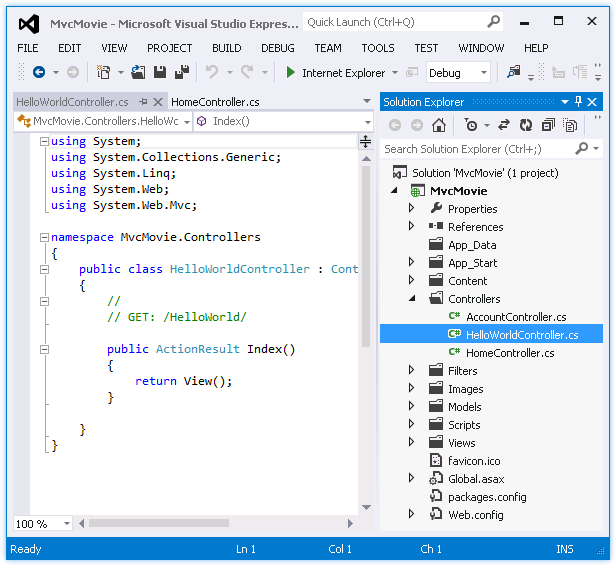 MvcMovie - Microsoft Visual Studio Expres...
Quick Launch (Ctrl+Q)
FILE EDIT VIEW PROJECT BUILD DEBUG TEAM TOOLS TEST WINDOW HELP
Internet Explorer Debug
HelloWorldController.cs HomeController.cs
MvcMovie.Controllers.HelloWc Index()
using System;
using System.Collections.Generic;
using System.Linq;
using System.Web;
using System.Web.Mvc;
namespace MvcMovie.Controllers
{
public class HelloWorldController : Cont
{
//
// GET: /HelloWorld/
public ActionResult Index()
{
return View();
}
}
}
100 %
Solution Explorer
Search Solution Explorer (Ctrl+;)
Solution 'MvcMovie' (1 project)
MvcMovie
Properties
References
App_Data
App_Start
Content
Controllers
AccountController.cs
HelloWorldController.cs
HomeController.cs
Filters
Images
Models
Scripts
Views
favicon.ico
Global.asax
packages.config
Web.config
Ready Ln 1 Col 1 Ch 1 INS